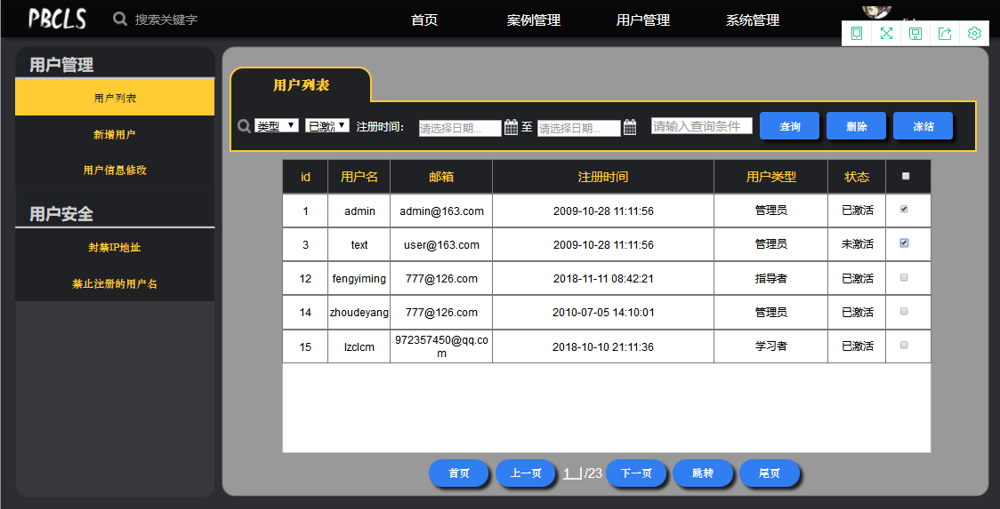 PBCLS 搜索关键字 首页 案例管理 用户管理 系统管理
用户管理
用户列表
新增用户
用户信息修改
用户安全
封禁IP地址
禁止注册的用户名
用户列表
类型 已激活 注册时间: 请选择日期... 至 请选择日期... 请输入查询条件 查询 删除 冻结
id 用户名 邮箱 注册时间 用户类型 状态
1 admin admin@163.com 2009-10-28 11:11:56 管理员 已激活
3 text user@163.com 2009-10-28 11:11:56 管理员 未激活
12 fengyiming 777@126.com 2018-11-11 08:42:21 指导者 已激活
14 zhoudeyang 777@126.com 2010-07-05 14:10:01 管理员 已激活
15 lzclcm 972357450@qq.co 2018-10-10 21:11:36 学习者 已激活
m
首页 上一页 1 /23 下一页 跳转 尾页